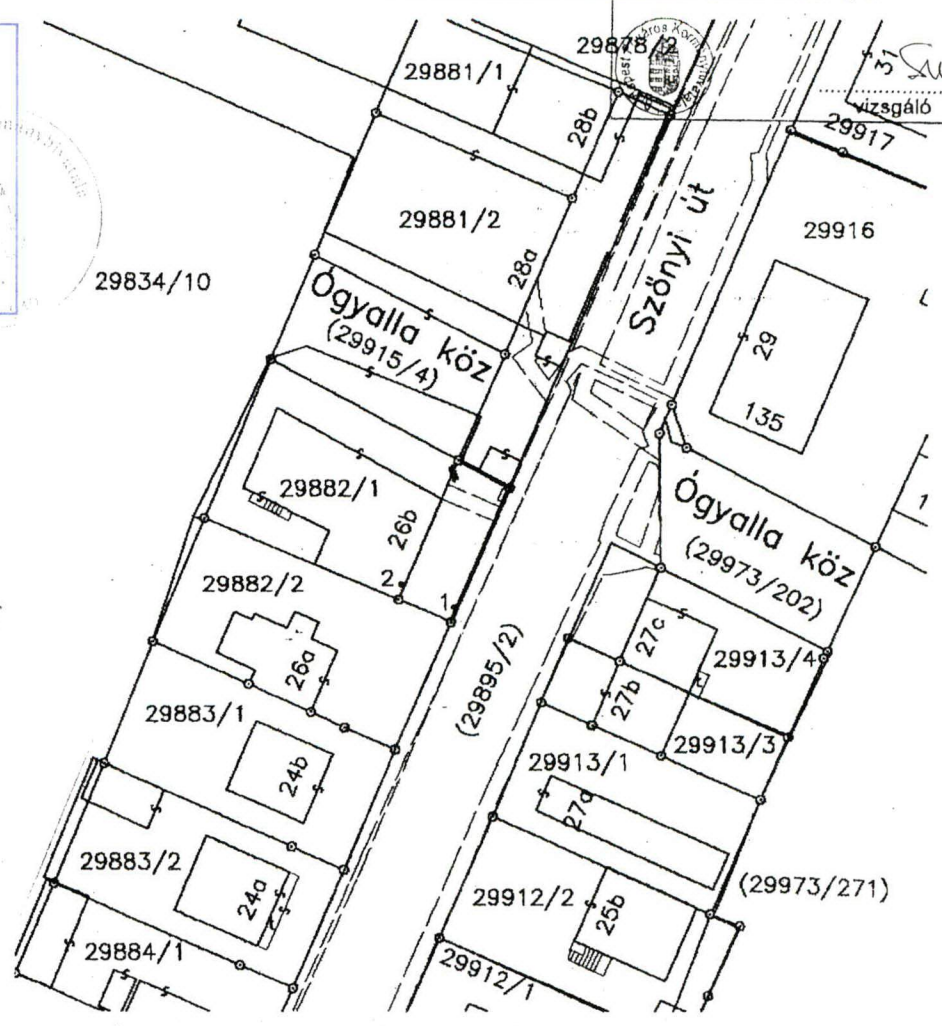 29878/2
29881/1
28b
31
vizsgáló
29917
29881/2
28a
Szőnyi út
29916
29834/10
Ógyalla köz
(29915/4)
29
135
29882/1
26b
Ógyalla köz
(29973/202)
1
29882/2
2.
1.
26a
27c
29913/4
(29895/2)
27b
29883/1
24b
29913/3
29913/1
27a
29883/2
24a
29912/2
25b
(29973/271)
29884/1
29912/1